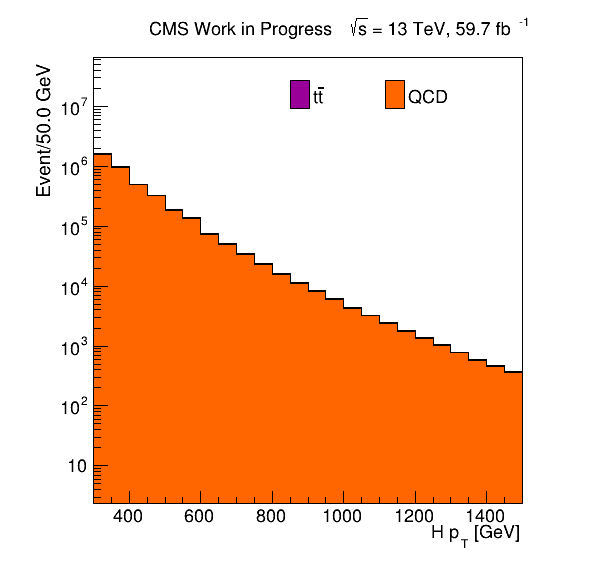 CMS Work in Progress √s = 13 TeV, 59.7 fb⁻¹
Event/50.0 GeV
tt̄ QCD
10⁷
10⁶
10⁵
10⁴
10³
10²
10
400 600 800 1000 1200 1400
H p_T [GeV]